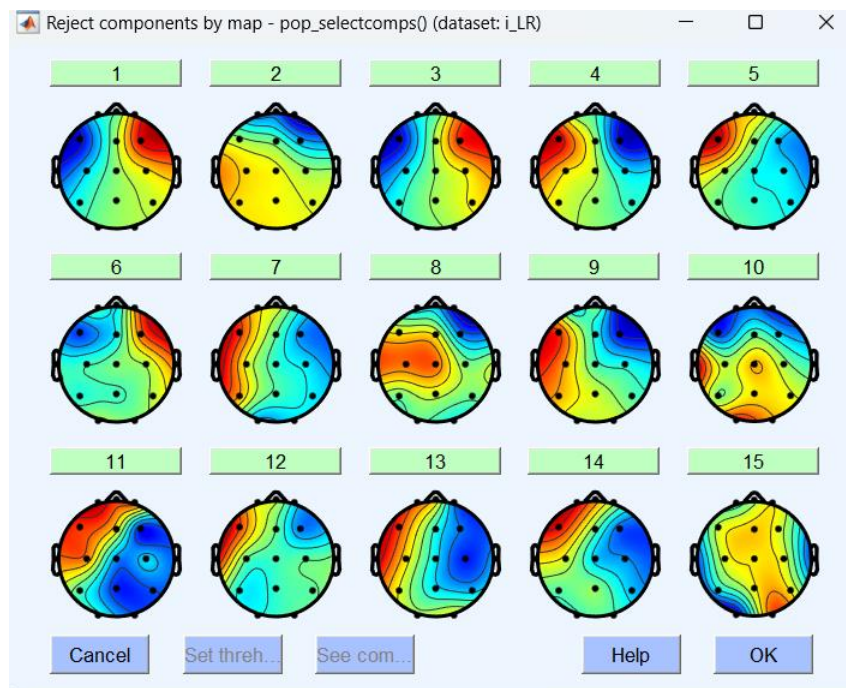 Reject components by map - pop_selectcomps() (dataset: i_LR)
1 2 3 4 5
6 7 8 9 10
11 12 13 14 15
Cancel Set threh... See com... Help OK